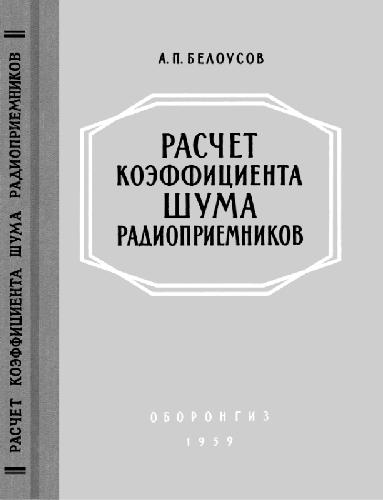 РАСЧЕТ КОЭФФИЦИЕНТА ШУМА РАДИОПРИЕМНИКОВ
А.П.БЕЛОУСОВ
РАСЧЕТ
КОЭФФИЦИЕНТА
ШУМА
РАДИОПРИЕМНИКОВ
ОБОРОНГИЗ
1959